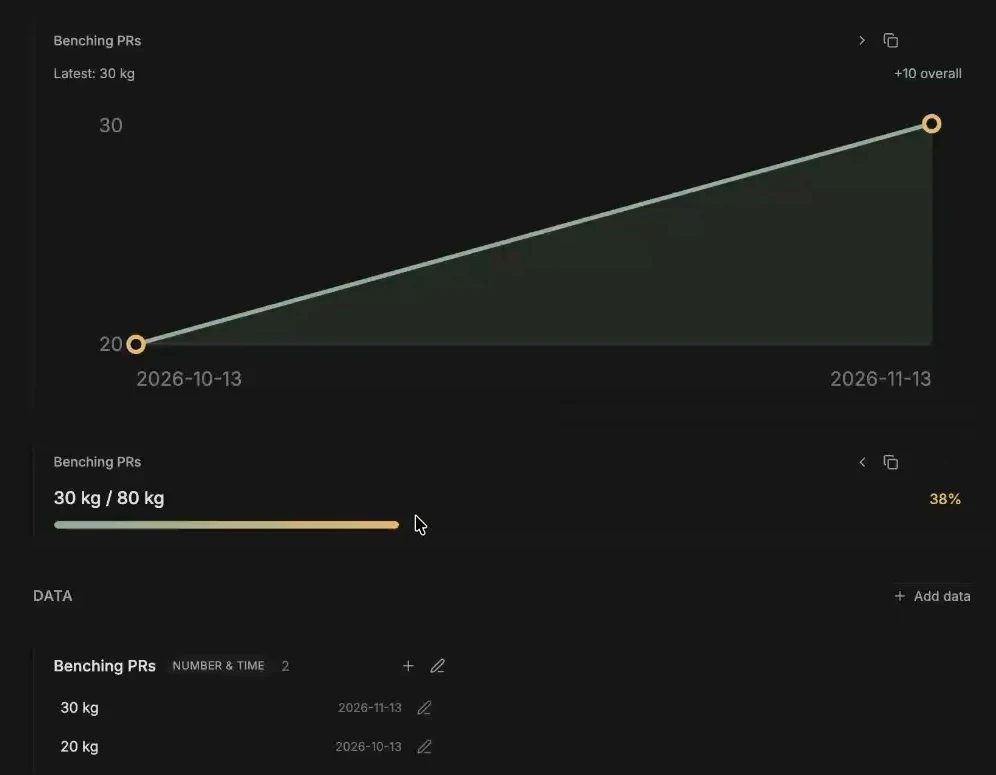 Benching PRs
Latest: 30 kg
+10 overall
30
20
2026-10-13
2026-11-13
Benching PRs
30 kg / 80 kg
38%
DATA
+ Add data
Benching PRs NUMBER & TIME 2
30 kg 2026-11-13
20 kg 2026-10-13